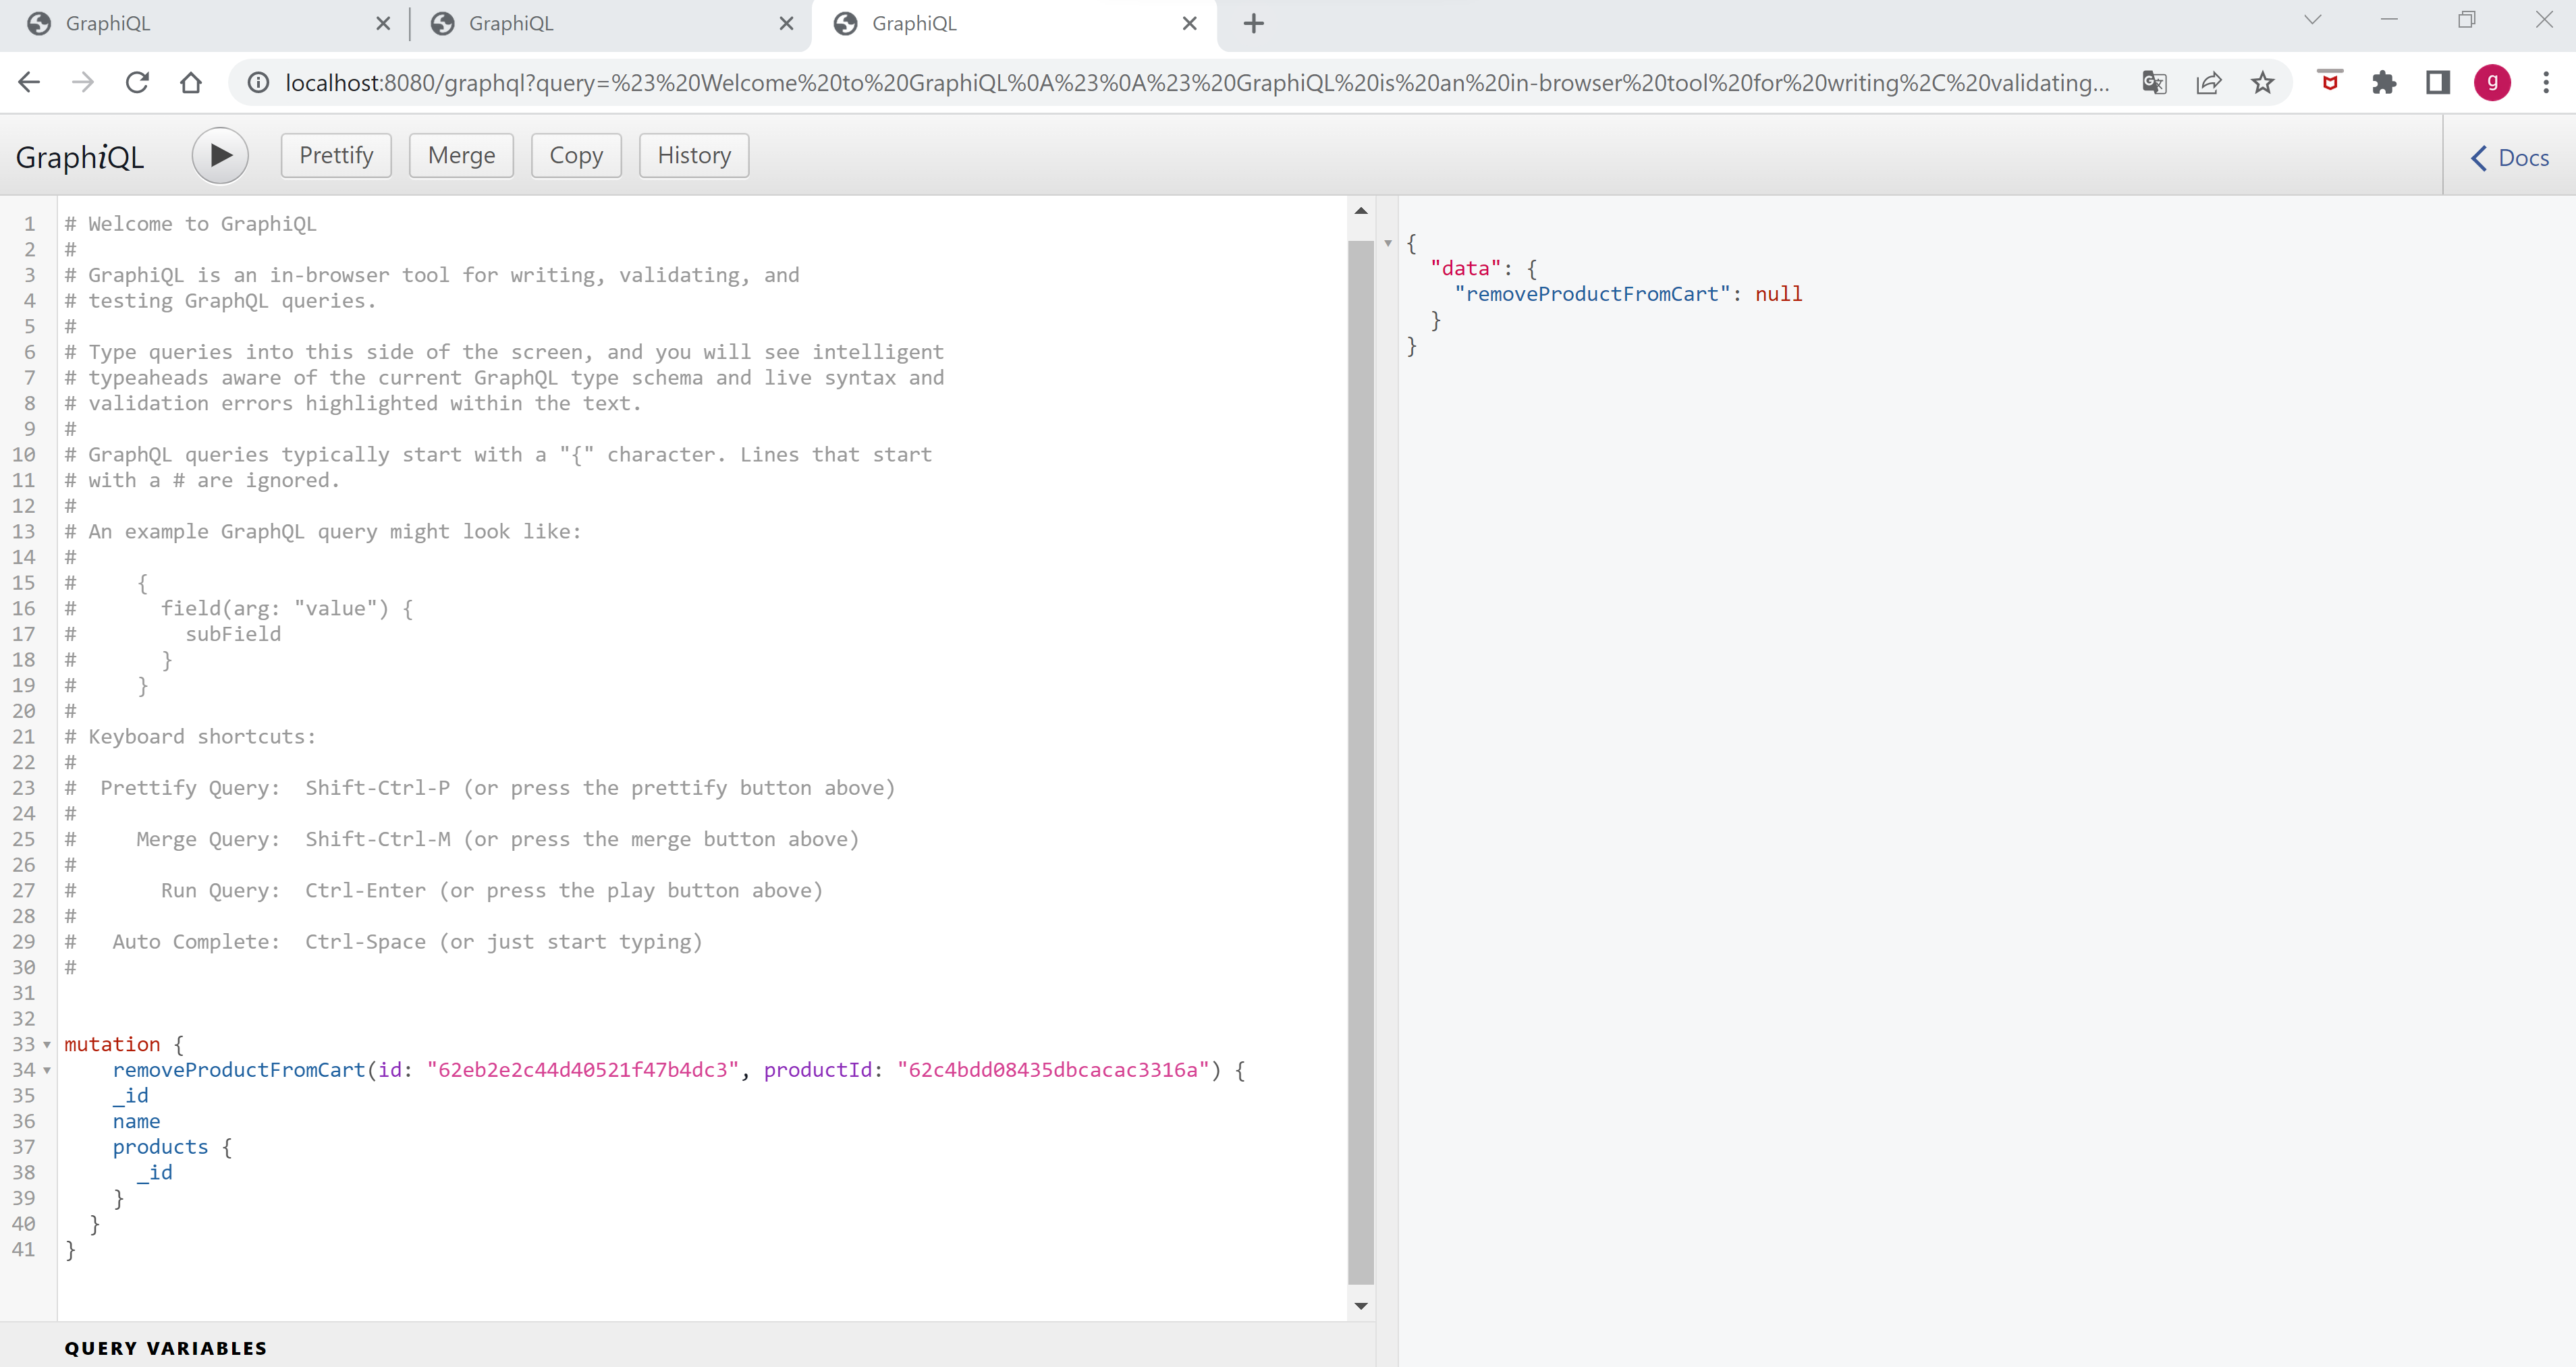 GraphiQL
GraphiQL
GraphiQL
localhost:8080/graphql?query=%23%20Welcome%20to%20GraphiQL%0A%23%0A%23%20GraphiQL%20is%20an%20in-browser%20tool%20for%20writing%2C%20validating...
g
GraphiQL
Prettify
Merge
Copy
History
Docs
1 # Welcome to GraphiQL
2 #
3 # GraphiQL is an in-browser tool for writing, validating, and
4 # testing GraphQL queries.
5 #
6 # Type queries into this side of the screen, and you will see intelligent
7 # typeaheads aware of the current GraphQL type schema and live syntax and
8 # validation errors highlighted within the text.
9 #
10 # GraphQL queries typically start with a "{" character. Lines that start
11 # with a # are ignored.
12 #
13 # An example GraphQL query might look like:
14 #
15 #     {
16 #       field(arg: "value") {
17 #         subField
18 #       }
19 #     }
20 #
21 # Keyboard shortcuts:
22 #
23 #  Prettify Query:  Shift-Ctrl-P (or press the prettify button above)
24 #
25 #     Merge Query:  Shift-Ctrl-M (or press the merge button above)
26 #
27 #       Run Query:  Ctrl-Enter (or press the play button above)
28 #
29 #   Auto Complete:  Ctrl-Space (or just start typing)
30 #
31
32
33 mutation {
34     removeProductFromCart(id: "62eb2e2c44d40521f47b4dc3", productId: "62c4bdd08435dbcacac3316a") {
35     _id
36     name
37     products {
38       _id
39     }
40   }
41 }
QUERY VARIABLES
{
  "data": {
    "removeProductFromCart": null
  }
}